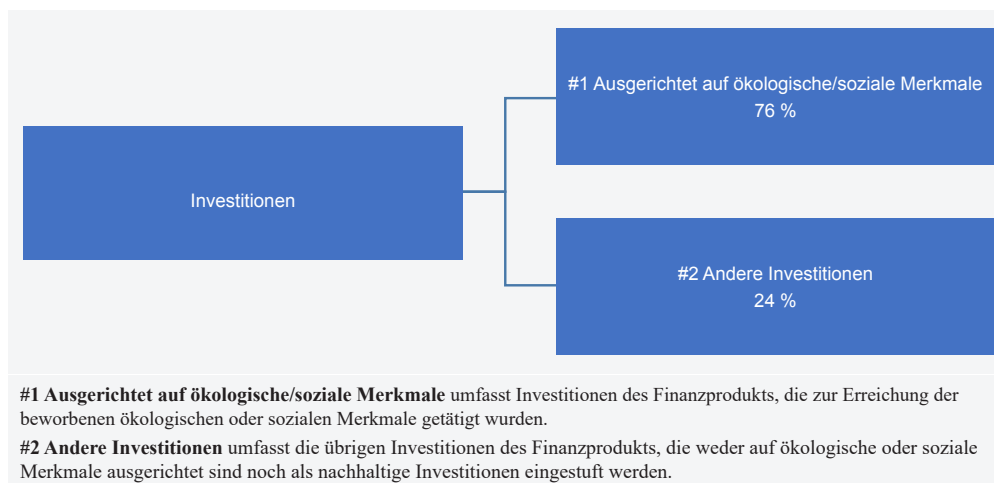 #1 Ausgerichtet auf ökologische/soziale Merkmale
76 %
Investitionen
#2 Andere Investitionen
24 %
#1 Ausgerichtet auf ökologische/soziale Merkmale umfasst Investitionen des Finanzprodukts, die zur Erreichung der
beworbenen ökologischen oder sozialen Merkmale getätigt wurden.
#2 Andere Investitionen umfasst die übrigen Investitionen des Finanzprodukts, die weder auf ökologische oder soziale
Merkmale ausgerichtet sind noch als nachhaltige Investitionen eingestuft werden.